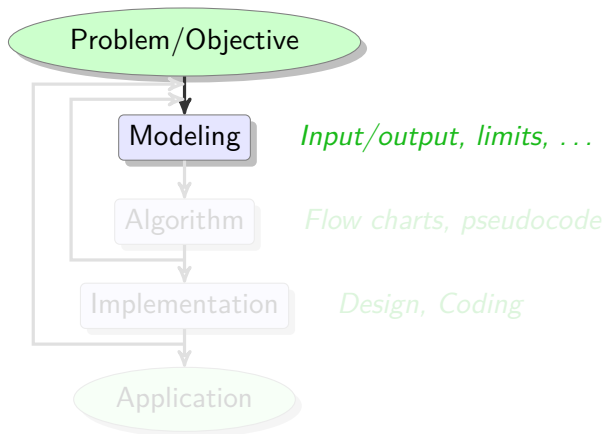 Problem/Objective
Modeling Input/output, limits, ...
Algorithm Flow charts, pseudocode
Implementation Design, Coding
Application